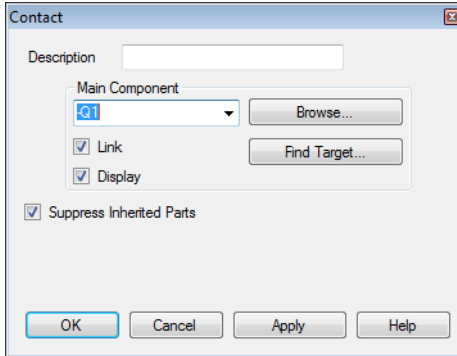 Contact
Description
Main Component
-Q1
Browse...
Link
Find Target...
Display
Suppress Inherited Parts
OK Cancel Apply Help